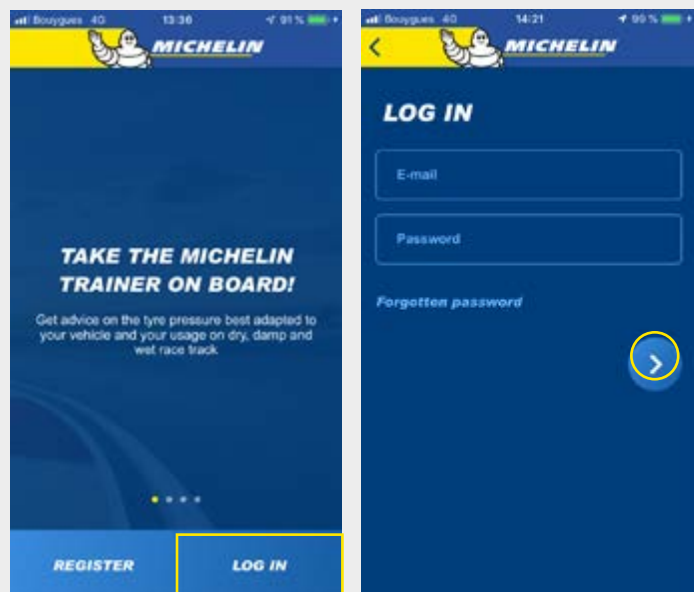 Bouygues 4G 13:36 91 %
MICHELIN
TAKE THE MICHELIN
TRAINER ON BOARD!
Get advice on the tyre pressure best adapted to
your vehicle and your usage on dry, damp and
wet race track
REGISTER
LOG IN
Bouygues 4G 14:21 99 %
MICHELIN
LOG IN
E-mail
Password
Forgotten password